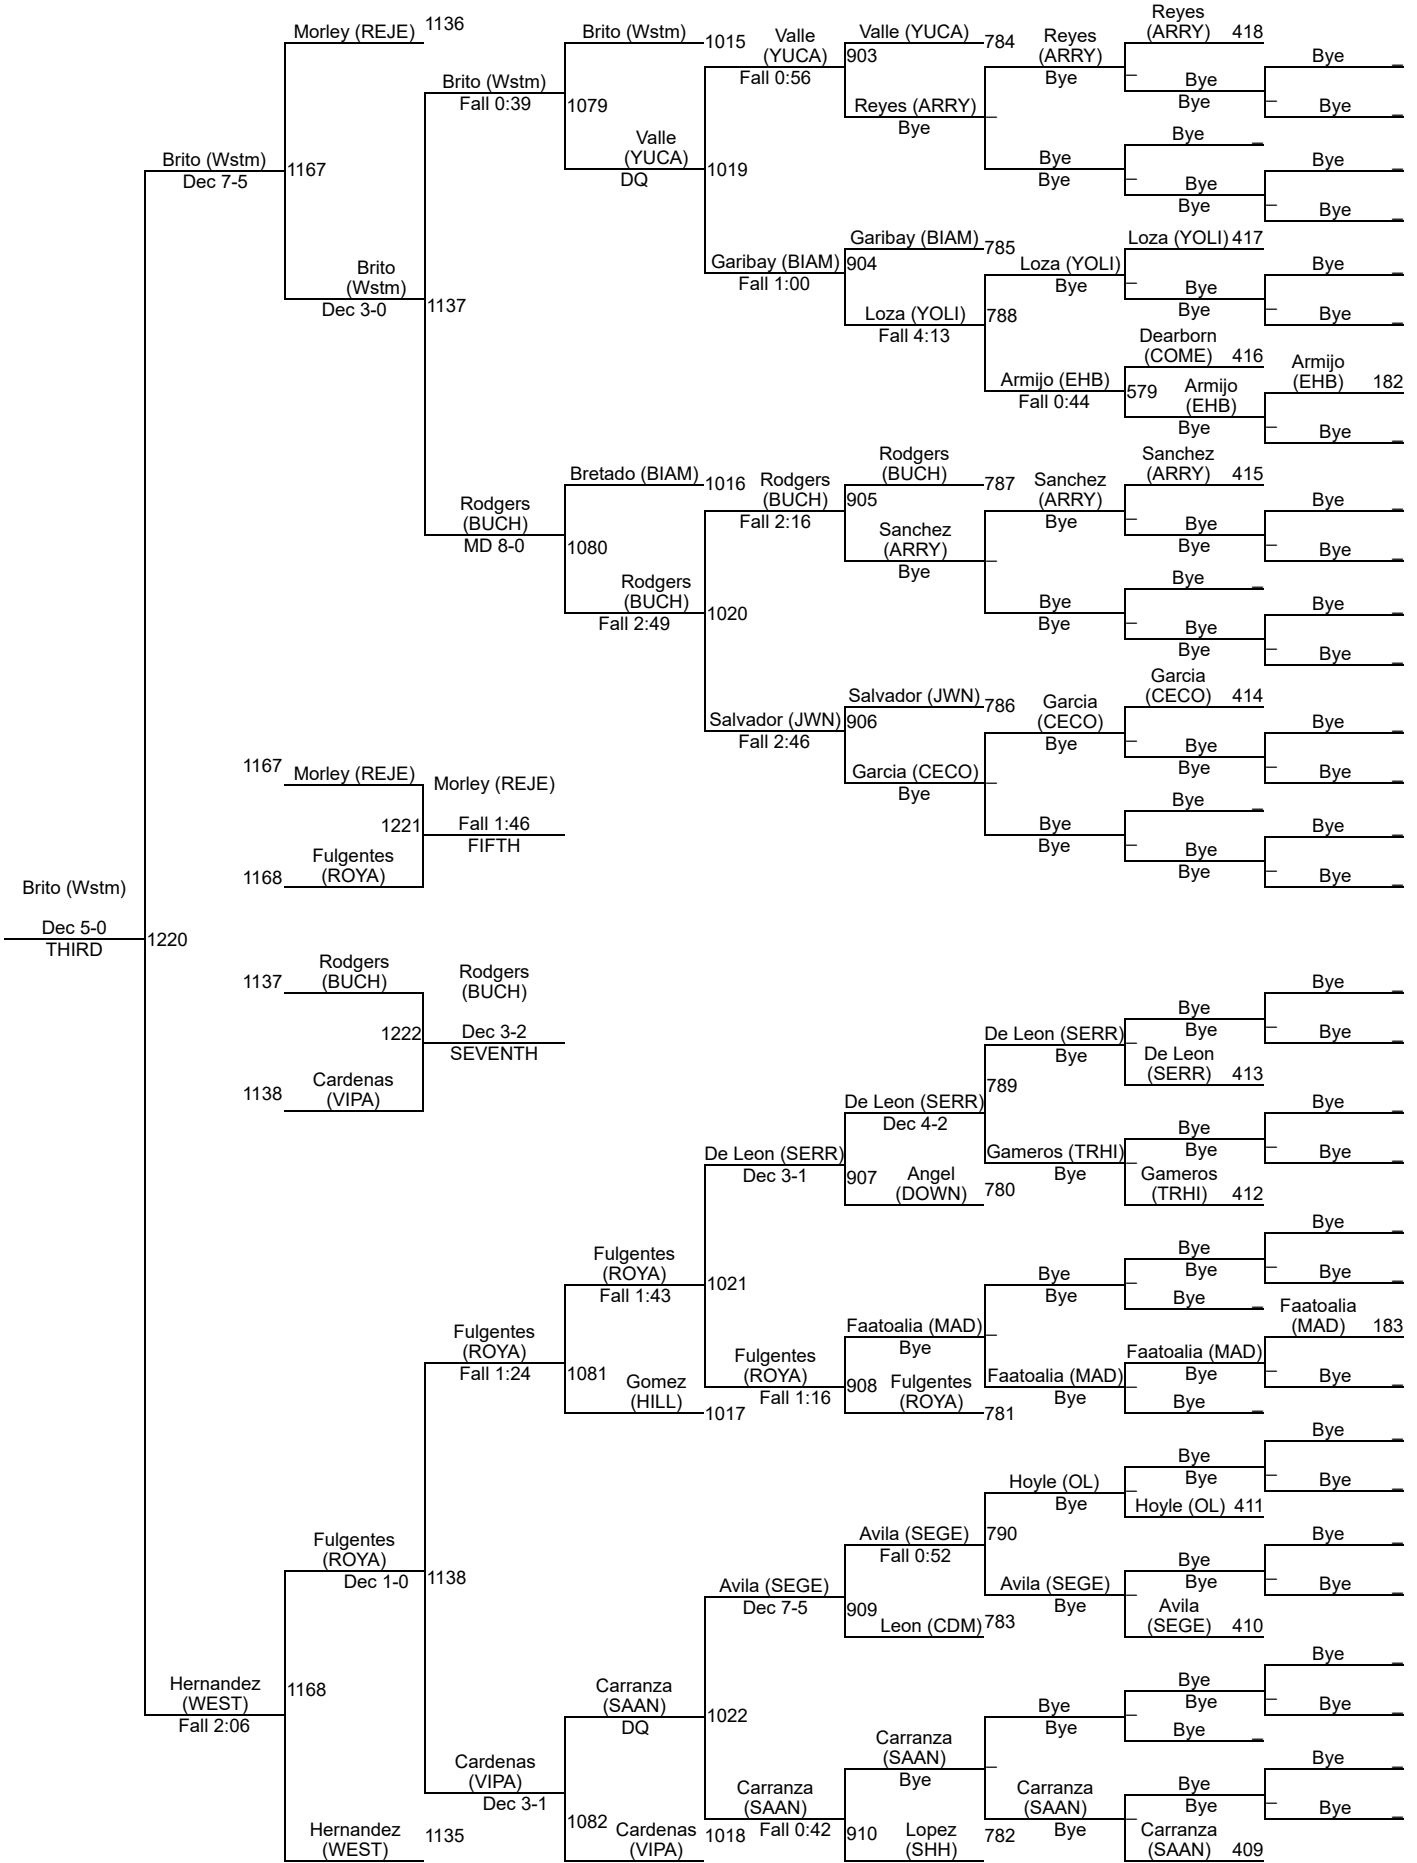 Reyes
(ARRY) 418
Morley (REJE) 1136
Brito (Wstm) 1015
Valle
(YUCA)
Fall 0:56
Valle (YUCA) 784
903
Reyes
(ARRY)
Bye
Bye _
_
Bye
Bye
_
Bye _
Brito (Wstm)
Fall 0:39
1079
Reyes (ARRY)
Bye
_
Valle
(YUCA)
DQ
1019
Bye _
Brito (Wstm)
Dec 7-5
1167
Bye
Bye
_
Bye
Bye
Bye _
_
Bye _
Garibay (BIAM)
Fall 1:00
904
Garibay (BIAM) 785
Loza (YOLI)
Bye
Loza (YOLI) 417
_
Bye
Bye
Bye _
_
Bye _
Brito
(Wstm)
Dec 3-0
1137
Loza (YOLI)
Fall 4:13
788
Dearborn
(COME) 416
Armijo (EHB)
Fall 0:44
579
Armijo
(EHB)
Bye
Armijo
(EHB) 182
_
Bye _
Rodgers
(BUCH)
MD 8-0
1080
Bretado (BIAM) 1016
Rodgers
(BUCH)
Fall 2:16
905
Rodgers
(BUCH) 787
Sanchez
(ARRY)
Bye
Sanchez
(ARRY) 415
_
Bye
Bye
Bye _
_
Bye _
Sanchez
(ARRY)
Bye
_
Rodgers
(BUCH)
Fall 2:49
1020
Bye
Bye
Bye _
_
Bye
Bye
Bye _
_
Bye _
Salvador (JWN)
Fall 2:46
906
Salvador (JWN) 786
Garcia
(CECO)
Bye
Garcia
(CECO) 414
_
Bye
Bye
Bye _
_
Bye _
Garcia (CECO)
Bye
_
Bye
Bye
Bye _
_
Bye
Bye
Bye _
_
Bye _
1167 Morley (REJE)
Morley (REJE)
1221 Fall 1:46
FIFTH
Fulgentes
1168 (ROYA)
Brito (Wstm)
Dec 5-0
THIRD
1220
Rodgers
1137 (BUCH)
Rodgers
(BUCH)
1222 Dec 3-2
SEVENTH
Cardenas
1138 (VIPA)
De Leon (SERR)
Bye
_
Bye
Bye
Bye _
_
Bye _
De Leon
(SERR) 413
De Leon (SERR)
Dec 4-2
789
De Leon (SERR)
Dec 3-1
907
Angel
(DOWN) 780
Gameros (TRHI)
Bye
_
Bye
Bye
Bye _
_
Bye _
Gameros
(TRHI) 412
Fulgentes
(ROYA)
Fall 1:43
1021
Bye
Bye
_
Bye
Bye
Bye _
_
Bye _
Bye _
Fulgentes
(ROYA)
Fall 1:24
1081
Gomez
(HILL) 1017
Fulgentes
(ROYA)
Fall 1:16
908
Faatoalia (MAD)
Bye
_
Fulgentes
(ROYA) 781
Faatoalia (MAD)
Bye
_
Faatoalia (MAD)
Bye
Faatoalia
(MAD) 183
_
Bye _
Bye _
Hoyle (OL)
Bye
_
Bye
Bye
Bye _
_
Bye _
Hoyle (OL) 411
Fulgentes
(ROYA)
Dec 1-0
1138
Avila (SEGE)
Dec 7-5
909
Avila (SEGE)
Fall 0:52
790
Leon (CDM) 783
Avila (SEGE)
Bye
_
Bye
Bye
Bye _
_
Bye _
Avila
(SEGE) 410
Hernandez
(WEST)
Fall 2:06
1168
Carranza
(SAAN)
DQ
1022
Bye
Bye
_
Bye
Bye
Bye _
_
Bye _
Bye _
Cardenas
(VIPA)
Dec 3-1
1082
Carranza
(SAAN)
Fall 0:42
910
Carranza
(SAAN)
Bye
_
Carranza
(SAAN)
Bye
_
Bye
Bye
Bye _
_
Bye _
Hernandez
(WEST) 1135
Cardenas
(VIPA) 1018
Lopez
(SHH) 782
Carranza
(SAAN) 409